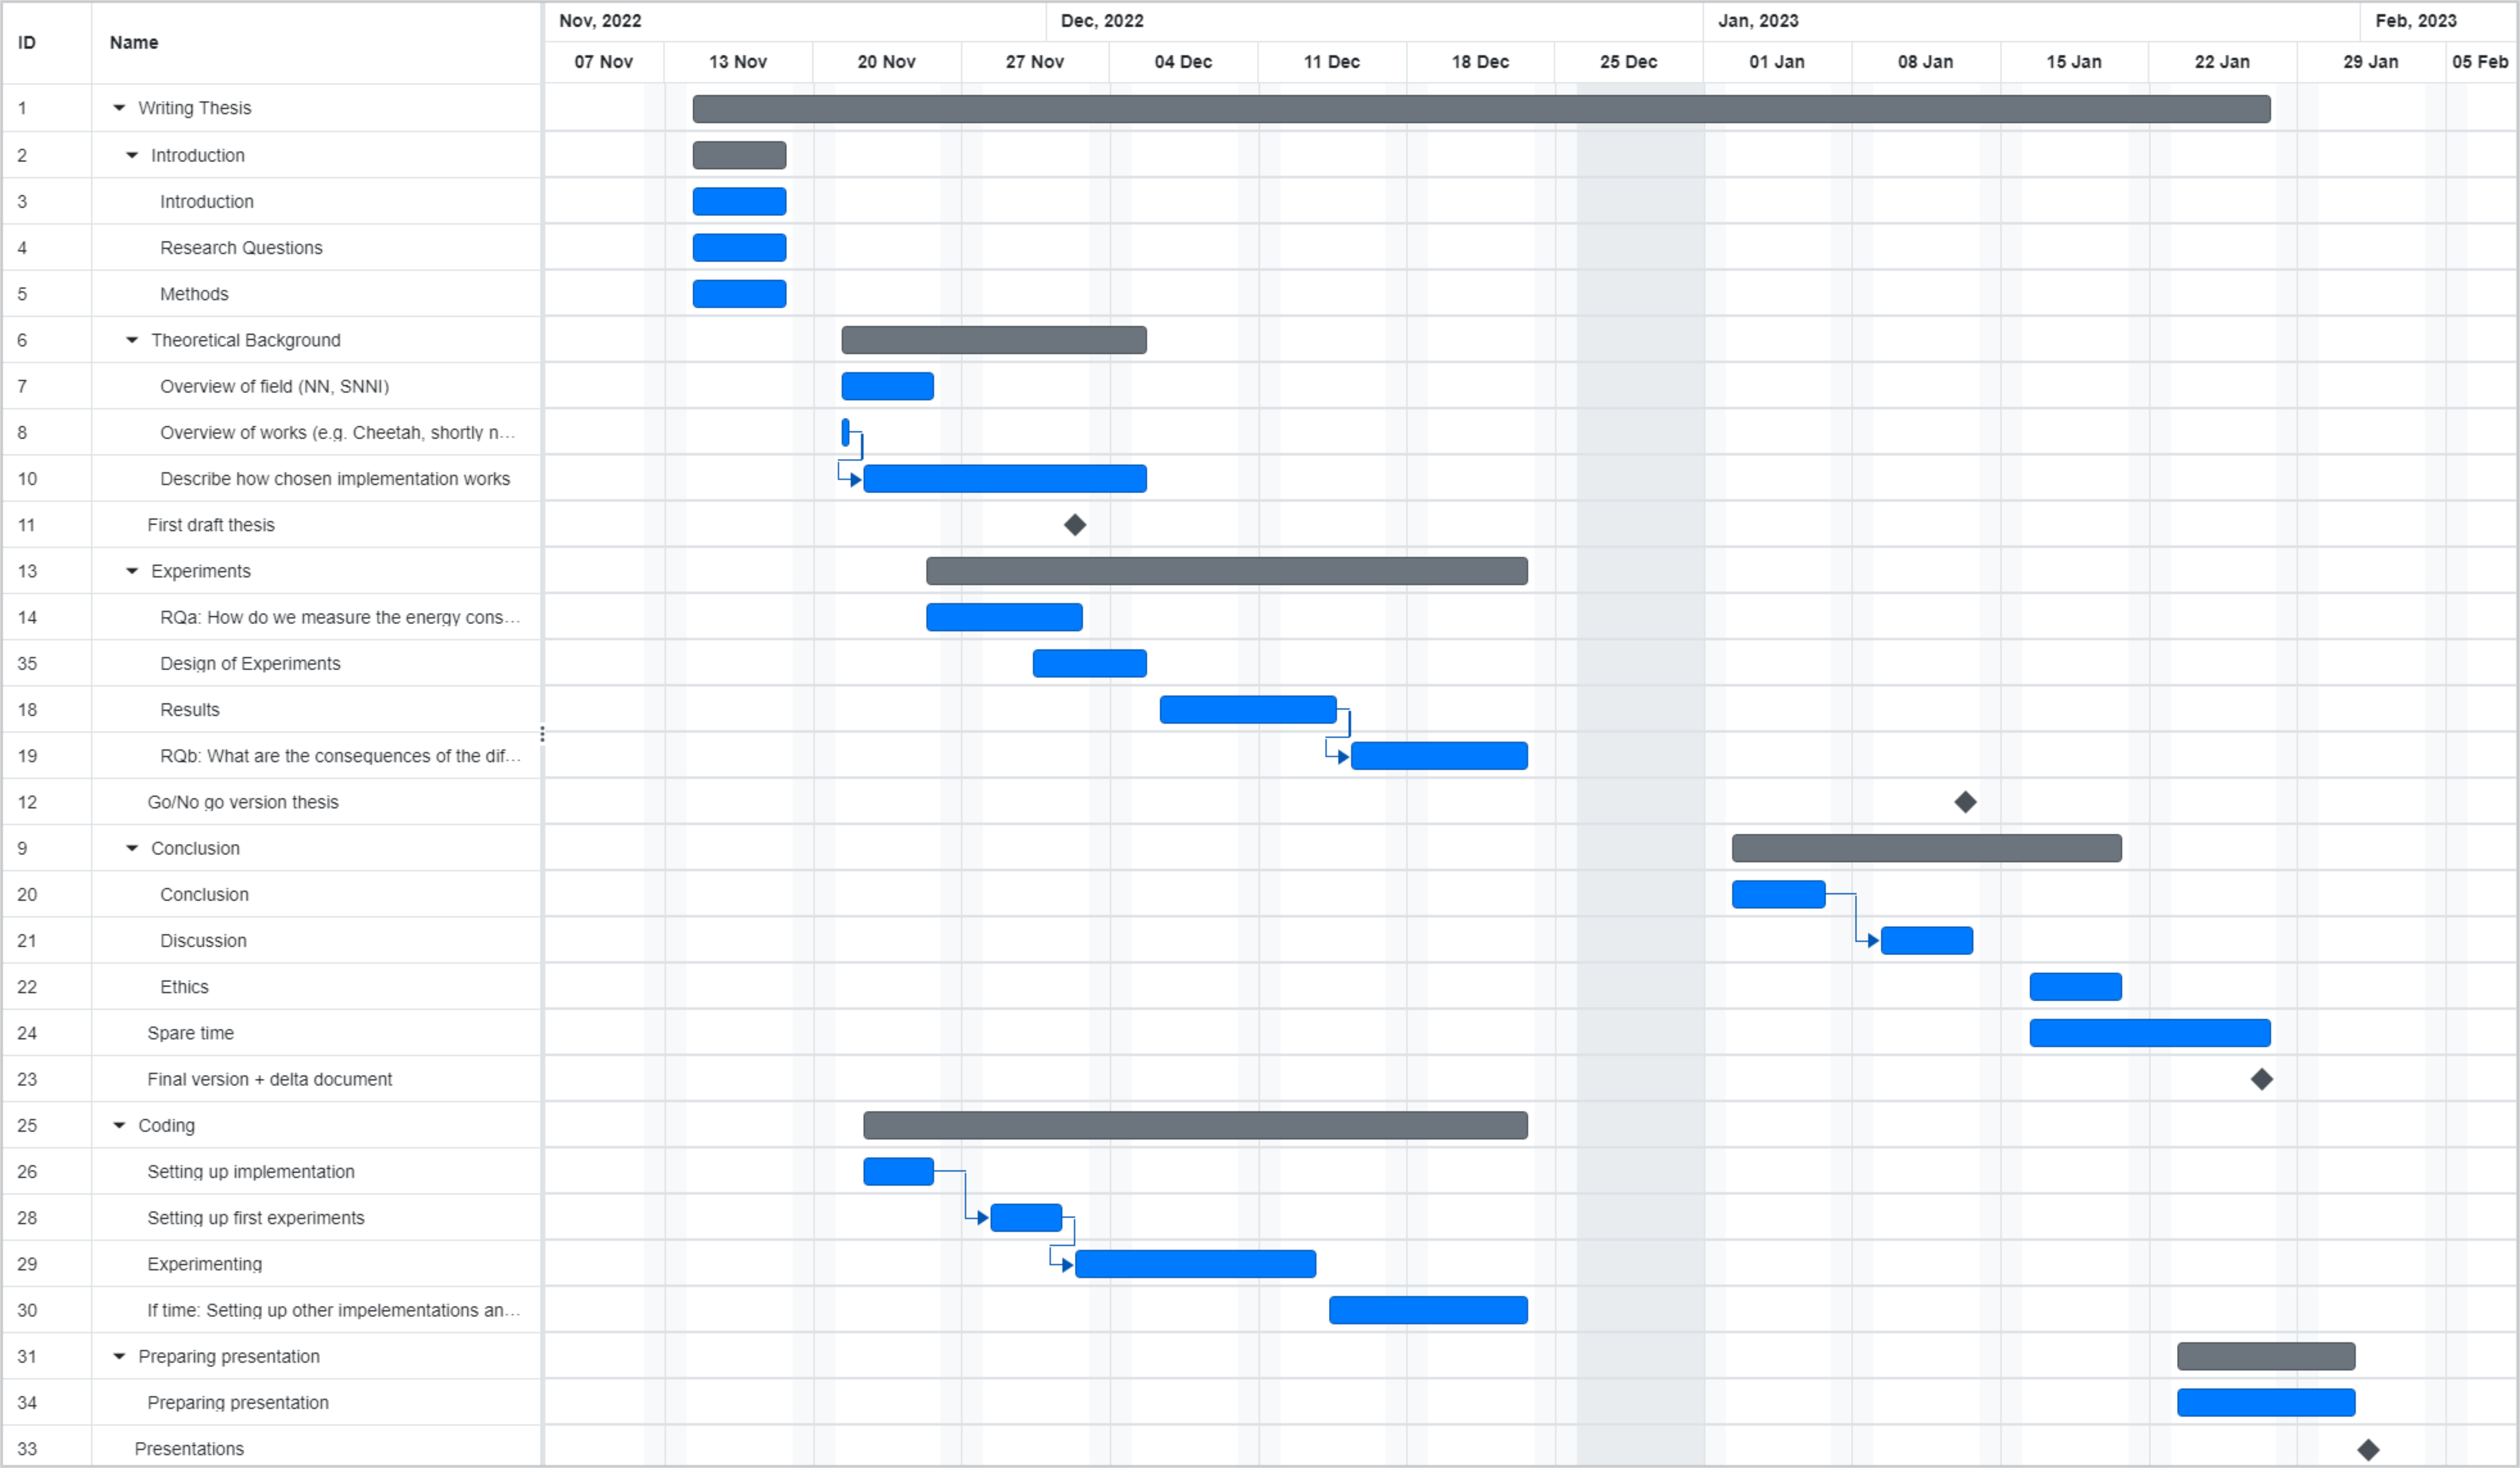 ID Name Nov, 2022 Dec, 2022 Jan, 2023 Feb, 2023
07 Nov 13 Nov 20 Nov 27 Nov 04 Dec 11 Dec 18 Dec 25 Dec 01 Jan 08 Jan 15 Jan 22 Jan 29 Jan 05 Feb
1 Writing Thesis
2 Introduction
3 Introduction
4 Research Questions
5 Methods
6 Theoretical Background
7 Overview of field (NN, SNNI)
8 Overview of works (e.g. Cheetah, shortly n...
10 Describe how chosen implementation works
11 First draft thesis
13 Experiments
14 RQa: How do we measure the energy cons...
35 Design of Experiments
18 Results
19 RQb: What are the consequences of the dif...
12 Go/No go version thesis
9 Conclusion
20 Conclusion
21 Discussion
22 Ethics
24 Spare time
23 Final version + delta document
25 Coding
26 Setting up implementation
28 Setting up first experiments
29 Experimenting
30 If time: Setting up other impelementations an...
31 Preparing presentation
34 Preparing presentation
33 Presentations